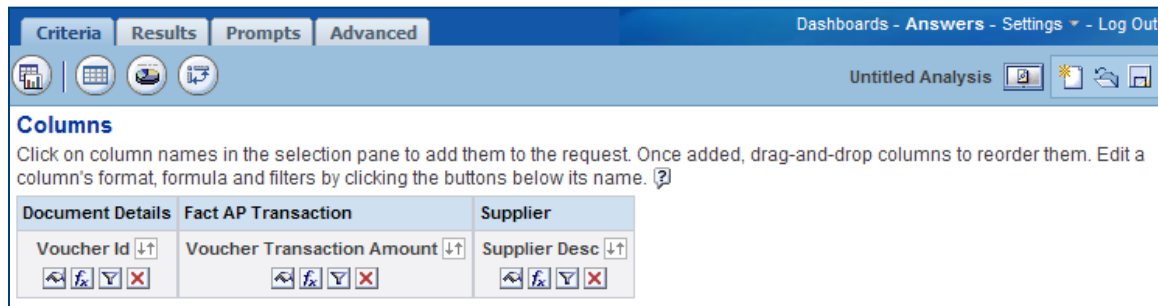 Criteria Results Prompts Advanced Dashboards - Answers - Settings - Log Out
Untitled Analysis
Columns
Click on column names in the selection pane to add them to the request. Once added, drag-and-drop columns to reorder them. Edit a
column's format, formula and filters by clicking the buttons below its name. ?
Document Details Fact AP Transaction Supplier
Voucher Id Voucher Transaction Amount Supplier Desc
fx fx fx